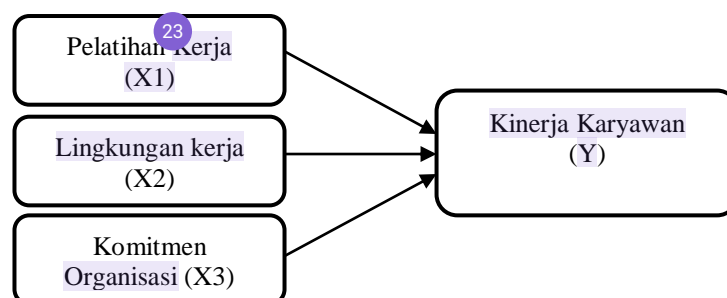 23
Pelatihan Kerja
(X1)
Lingkungan kerja
(X2)
Komitmen
Organisasi (X3)
Kinerja Karyawan
(Y)